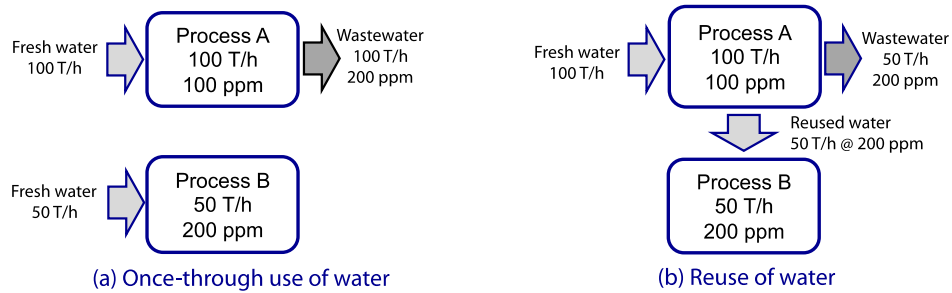 Fresh water
100 T/h
Process A
100 T/h
100 ppm
Wastewater
100 T/h
200 ppm
Fresh water
50 T/h
Process B
50 T/h
200 ppm
(a) Once-through use of water
Fresh water
100 T/h
Process A
100 T/h
100 ppm
Wastewater
50 T/h
200 ppm
Reused water
50 T/h @ 200 ppm
Process B
50 T/h
200 ppm
(b) Reuse of water